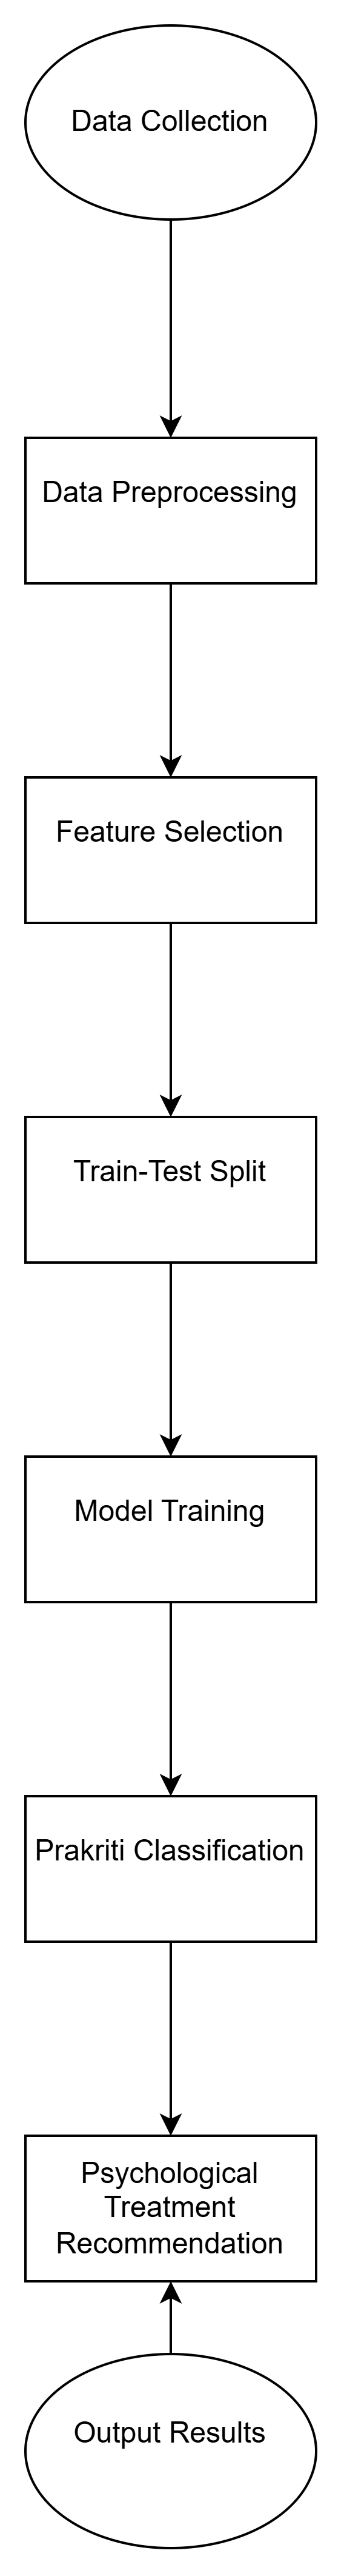 Data Collection
Data Preprocessing
Feature Selection
Train-Test Split
Model Training
Prakriti Classification
Psychological
Treatment
Recommendation
Output Results